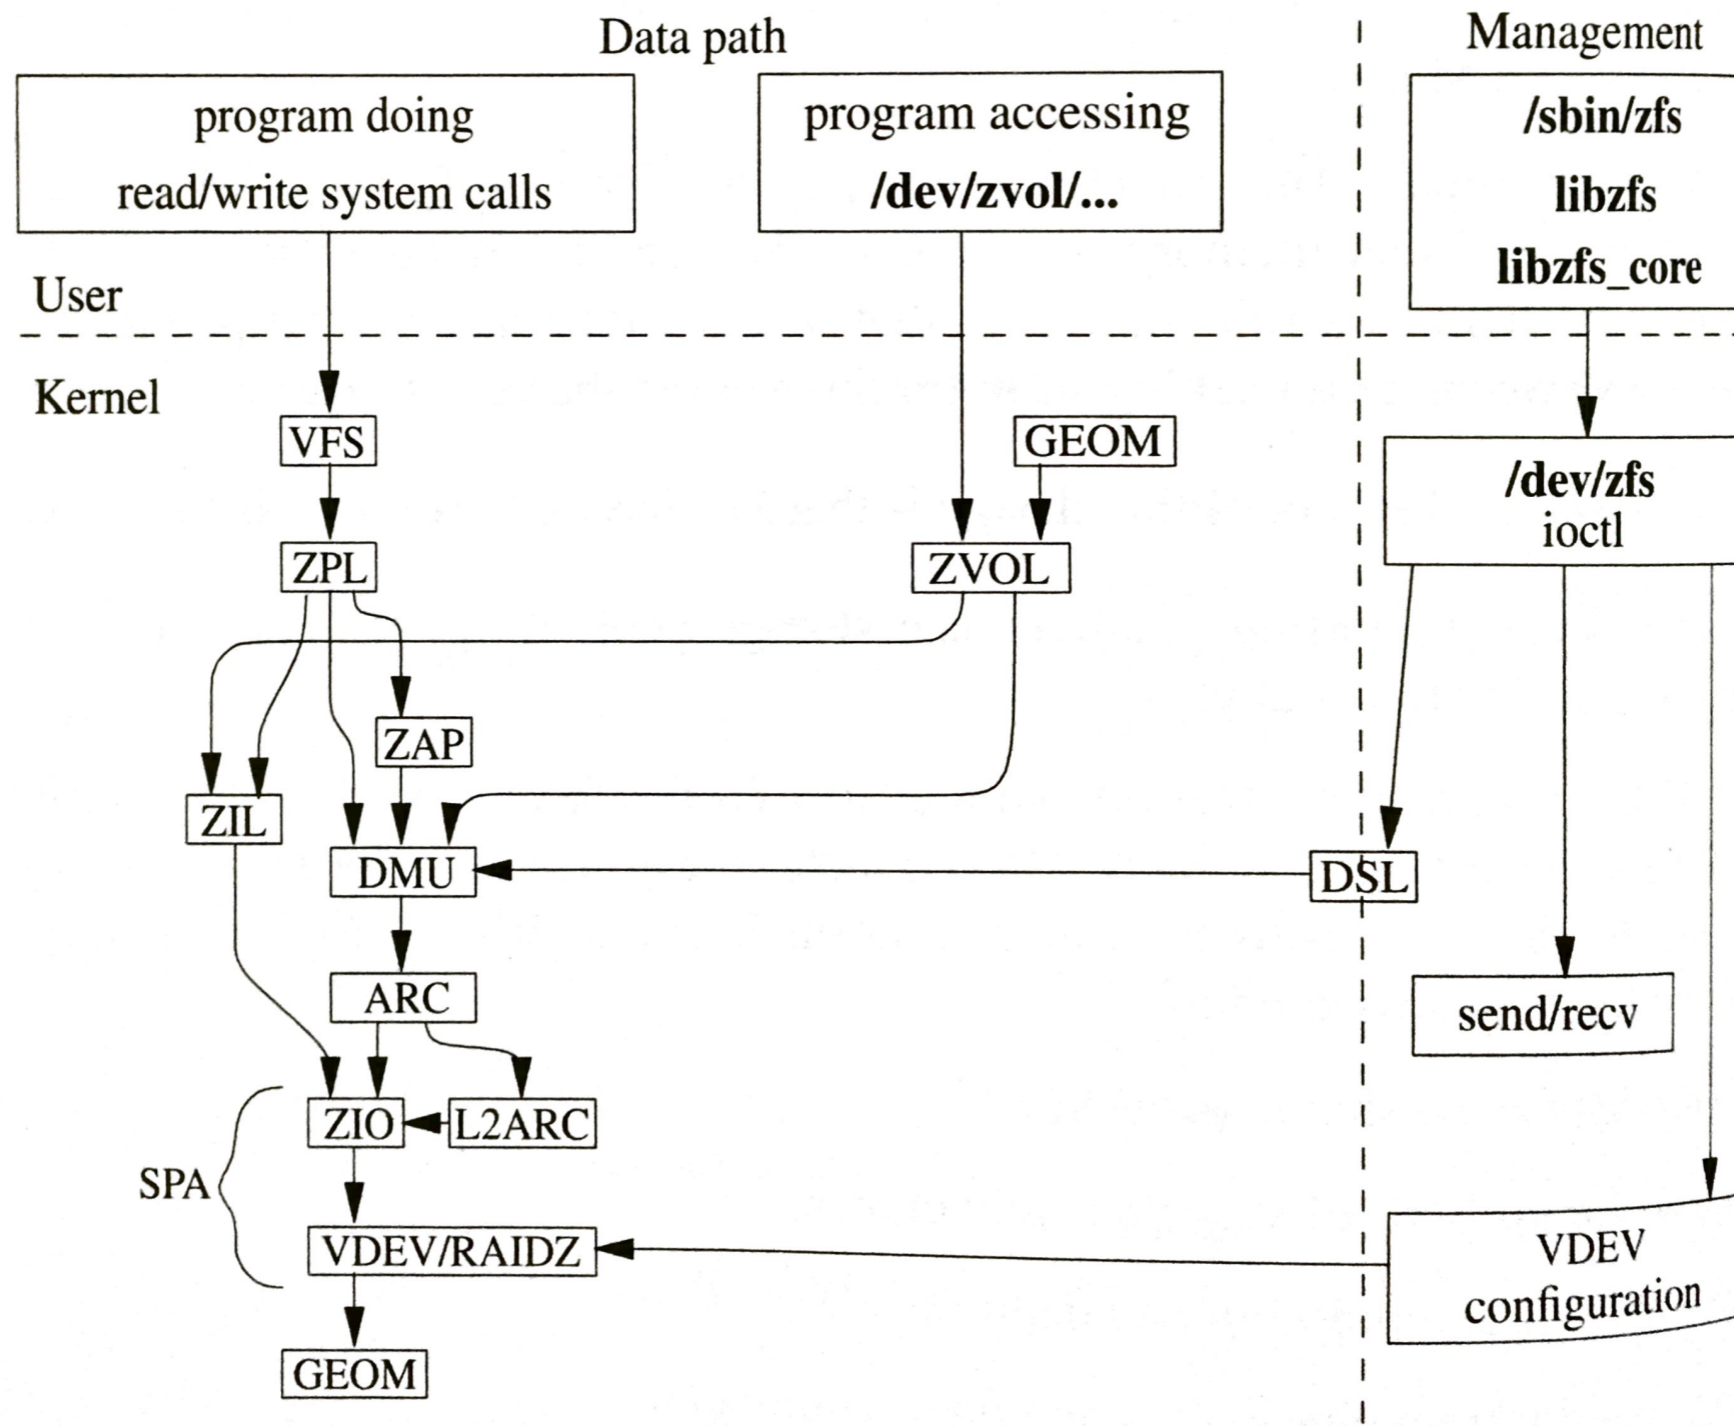 Data path
Management
program doing
read/write system calls
program accessing
/dev/zvol/...
/sbin/zfs
libzfs
libzfs_core
User
Kernel
VFS
GEOM
/dev/zfs
ioctl
ZPL
ZVOL
ZAP
ZIL
DMU
DSL
ARC
send/recv
ZIO
L2ARC
SPA
VDEV/RAIDZ
VDEV
configuration
GEOM